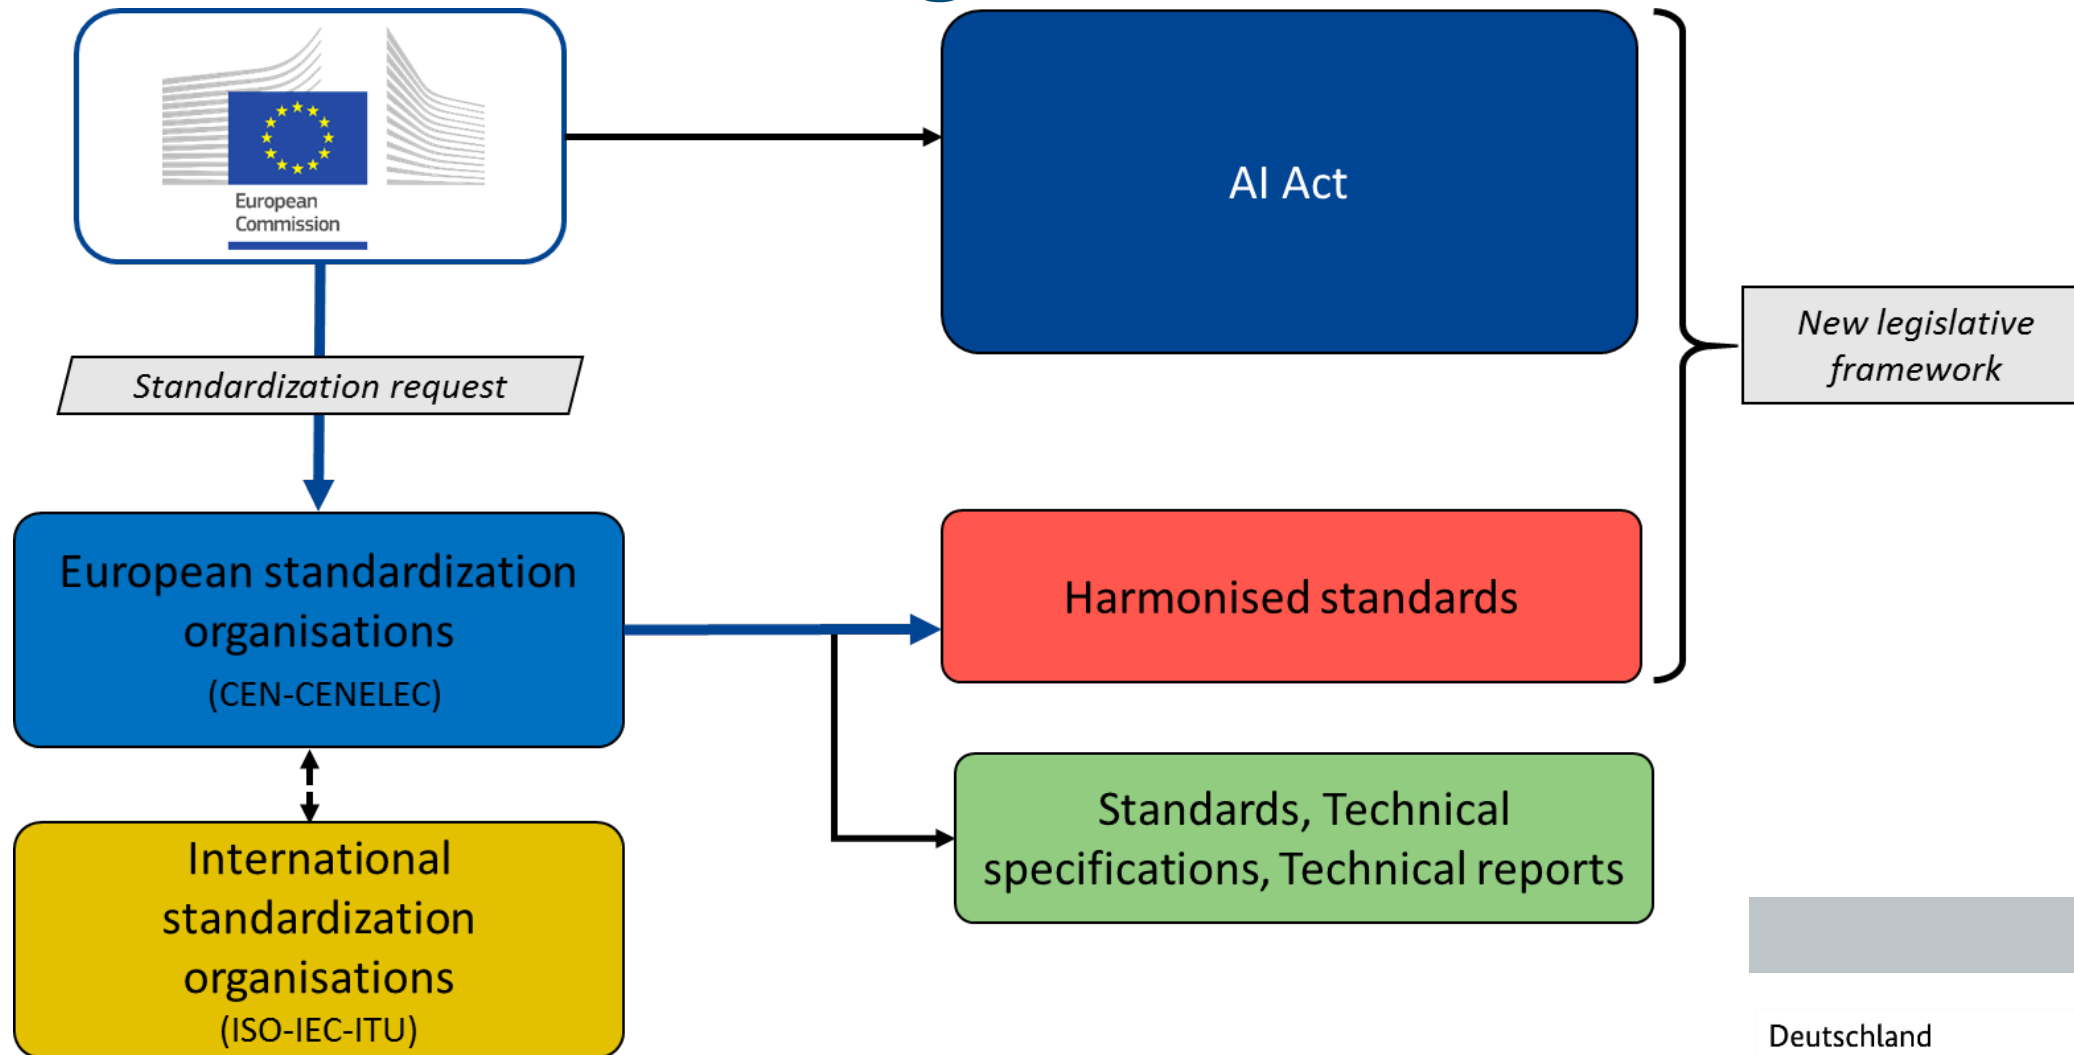 European
Commission
AI Act
New legislative
framework
Standardization request
European standardization
organisations
(CEN-CENELEC)
Harmonised standards
Standards, Technical
specifications, Technical reports
International
standardization
organisations
(ISO-IEC-ITU)
Deutschland